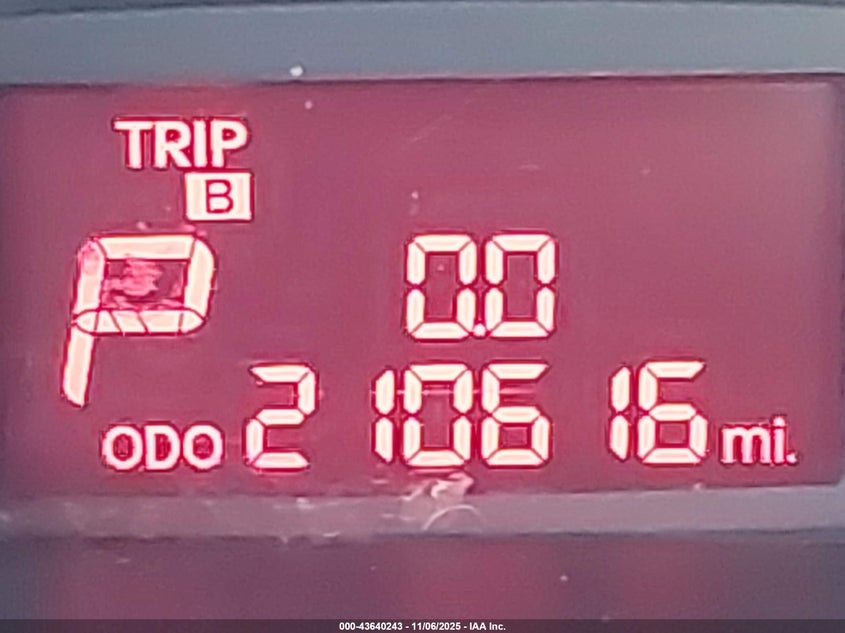 TRIP
B
P
0.0
ODO 210616 mi.
000-43640243 - 11/06/2025 - IAA Inc.